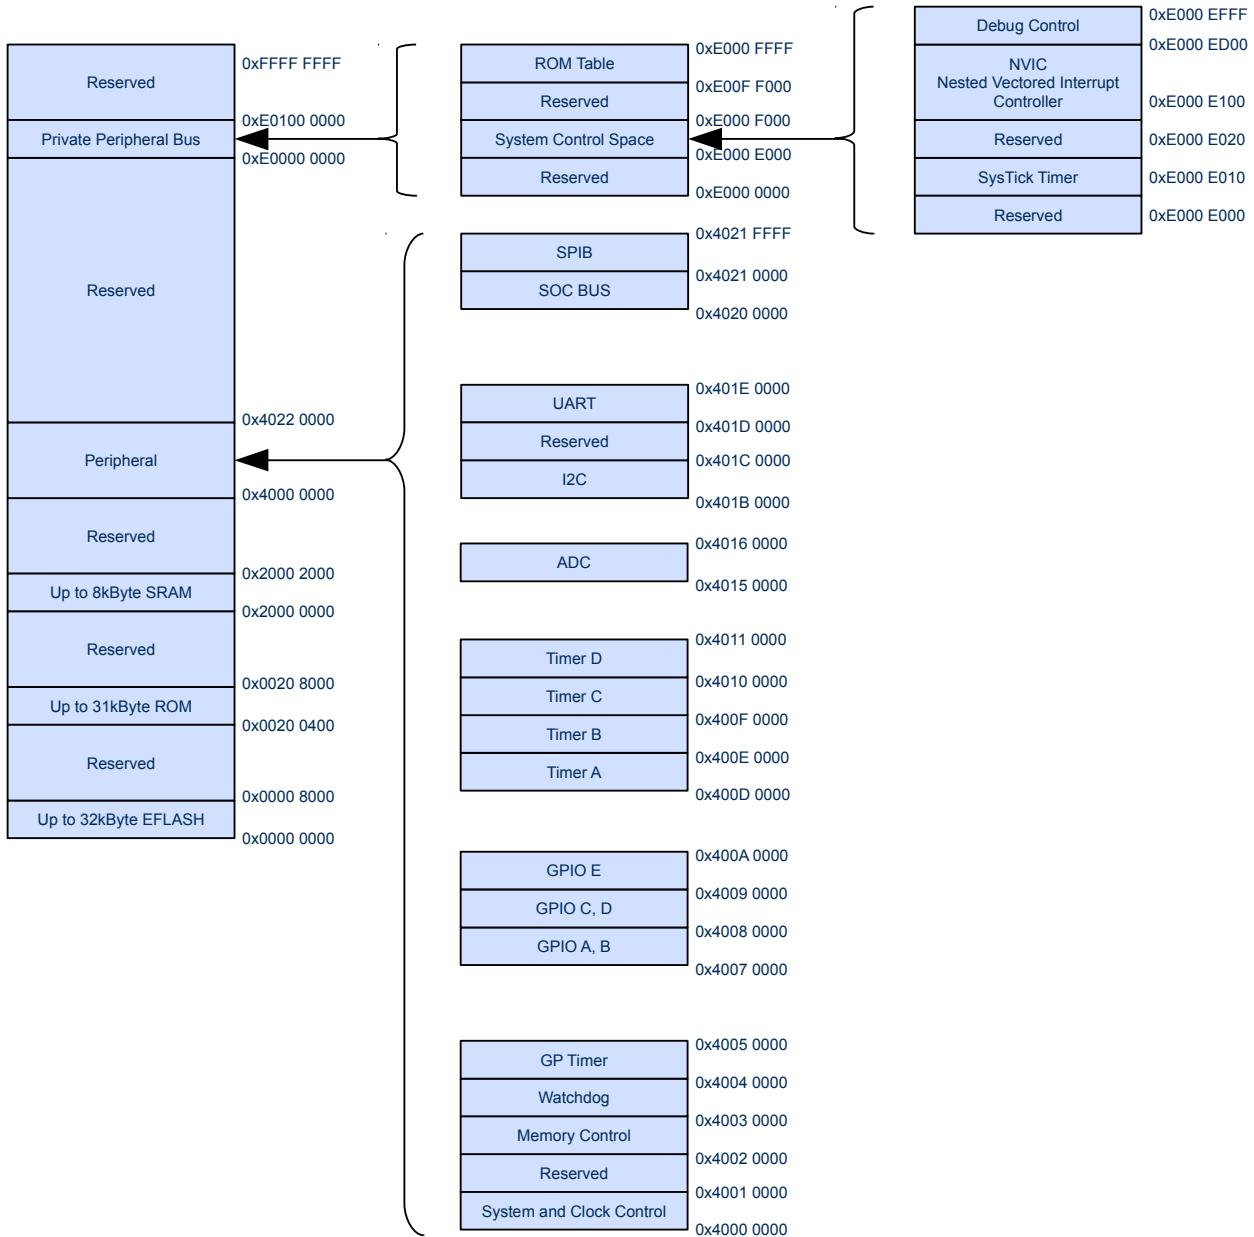 Reserved
0xFFFF FFFF
0xE0100 0000
Private Peripheral Bus
0xE0000 0000
Reserved
0x4022 0000
Peripheral
0x4000 0000
Reserved
0x2000 2000
Up to 8kByte SRAM
0x2000 0000
Reserved
0x0020 8000
Up to 31kByte ROM
0x0020 0400
Reserved
0x0000 8000
Up to 32kByte EFLASH
0x0000 0000
0xE000 FFFF
ROM Table
0xE00F F000
Reserved
0xE000 F000
System Control Space
0xE000 E000
Reserved
0xE000 0000
0x4021 FFFF
SPIB
0x4021 0000
SOC BUS
0x4020 0000
0x401E 0000
UART
0x401D 0000
Reserved
0x401C 0000
I2C
0x401B 0000
0x4016 0000
ADC
0x4015 0000
0x4011 0000
Timer D
0x4010 0000
Timer C
0x400F 0000
Timer B
0x400E 0000
Timer A
0x400D 0000
0x400A 0000
GPIO E
0x4009 0000
GPIO C, D
0x4008 0000
GPIO A, B
0x4007 0000
0x4005 0000
GP Timer
0x4004 0000
Watchdog
0x4003 0000
Memory Control
0x4002 0000
Reserved
0x4001 0000
System and Clock Control
0x4000 0000
0xE000 EFFF
Debug Control
0xE000 ED00
NVIC
Nested Vectored Interrupt
Controller
0xE000 E100
Reserved
0xE000 E020
SysTick Timer
0xE000 E010
Reserved
0xE000 E000